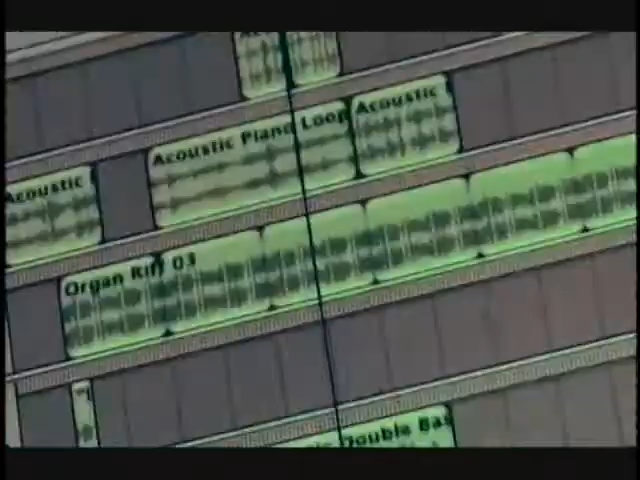 Acoustic Piano Loop
Acoustic
Acoustic
Organ Riff 03
Double Bas